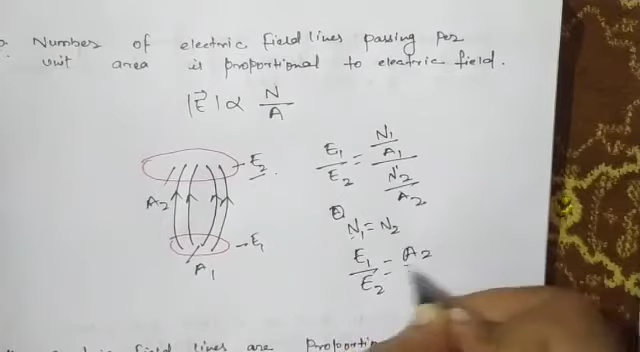 Number of electric field lines passing per
unit area is proportional to electric field.
|E⃗| ∝ N/A
E2
A2
E1
A1
E1/E2 = (N1/A1)/(N2/A2)
N1 = N2
E1/E2 = A2
field lines are proportio